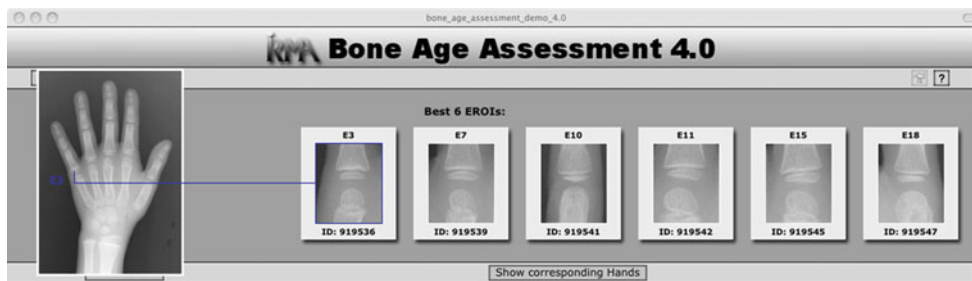 bone_age_assessment_demo_4.0
IRMA Bone Age Assessment 4.0
?
Best 6 EROIs:
E3 E7 E10 E11 E15 E18
E3
ID: 919536 ID: 919539 ID: 919541 ID: 919542 ID: 919545 ID: 919547
Show corresponding Hands